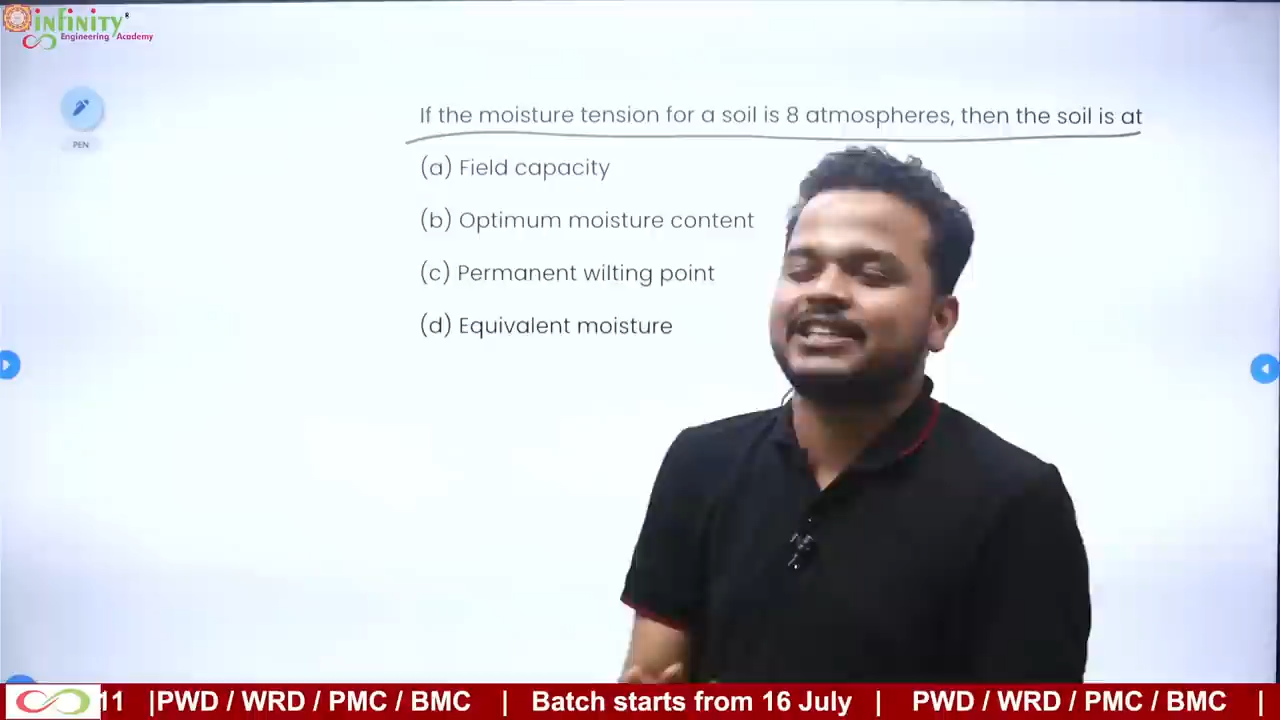 infinity
Engineering Academy
PEN
If the moisture tension for a soil is 8 atmospheres, then the soil is at
(a) Field capacity
(b) Optimum moisture content
(c) Permanent wilting point
(d) Equivalent moisture
11 |PWD / WRD / PMC / BMC | Batch starts from 16 July | PWD / WRD / PMC / BMC |